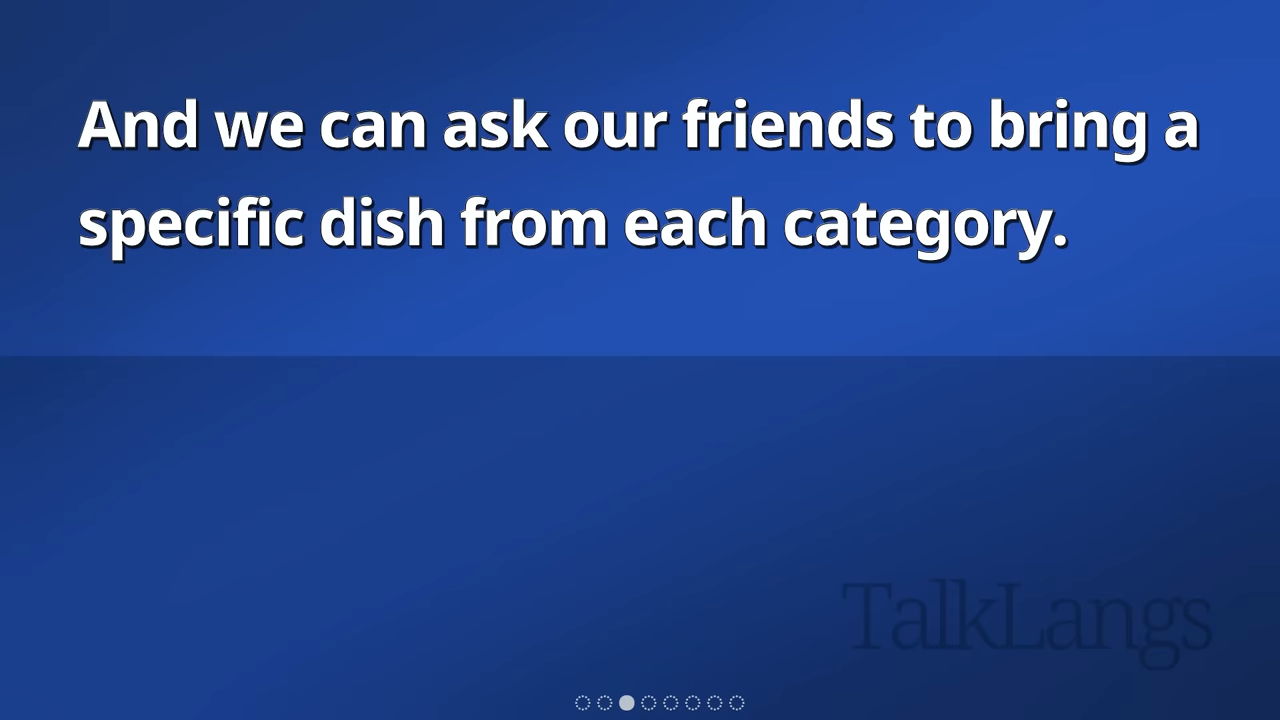 And we can ask our friends to bring a
specific dish from each category.
TalkLangs